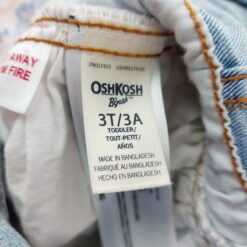 AWAY
FIRE
OSHKOSH
B'gosh
3T/3A
TODDLER/
TOUT-PETIT/
AÑOS
MADE IN BANGLADESH
FABRIQUÉ AU BANGLADESH
HECHO EN BANGLADESH